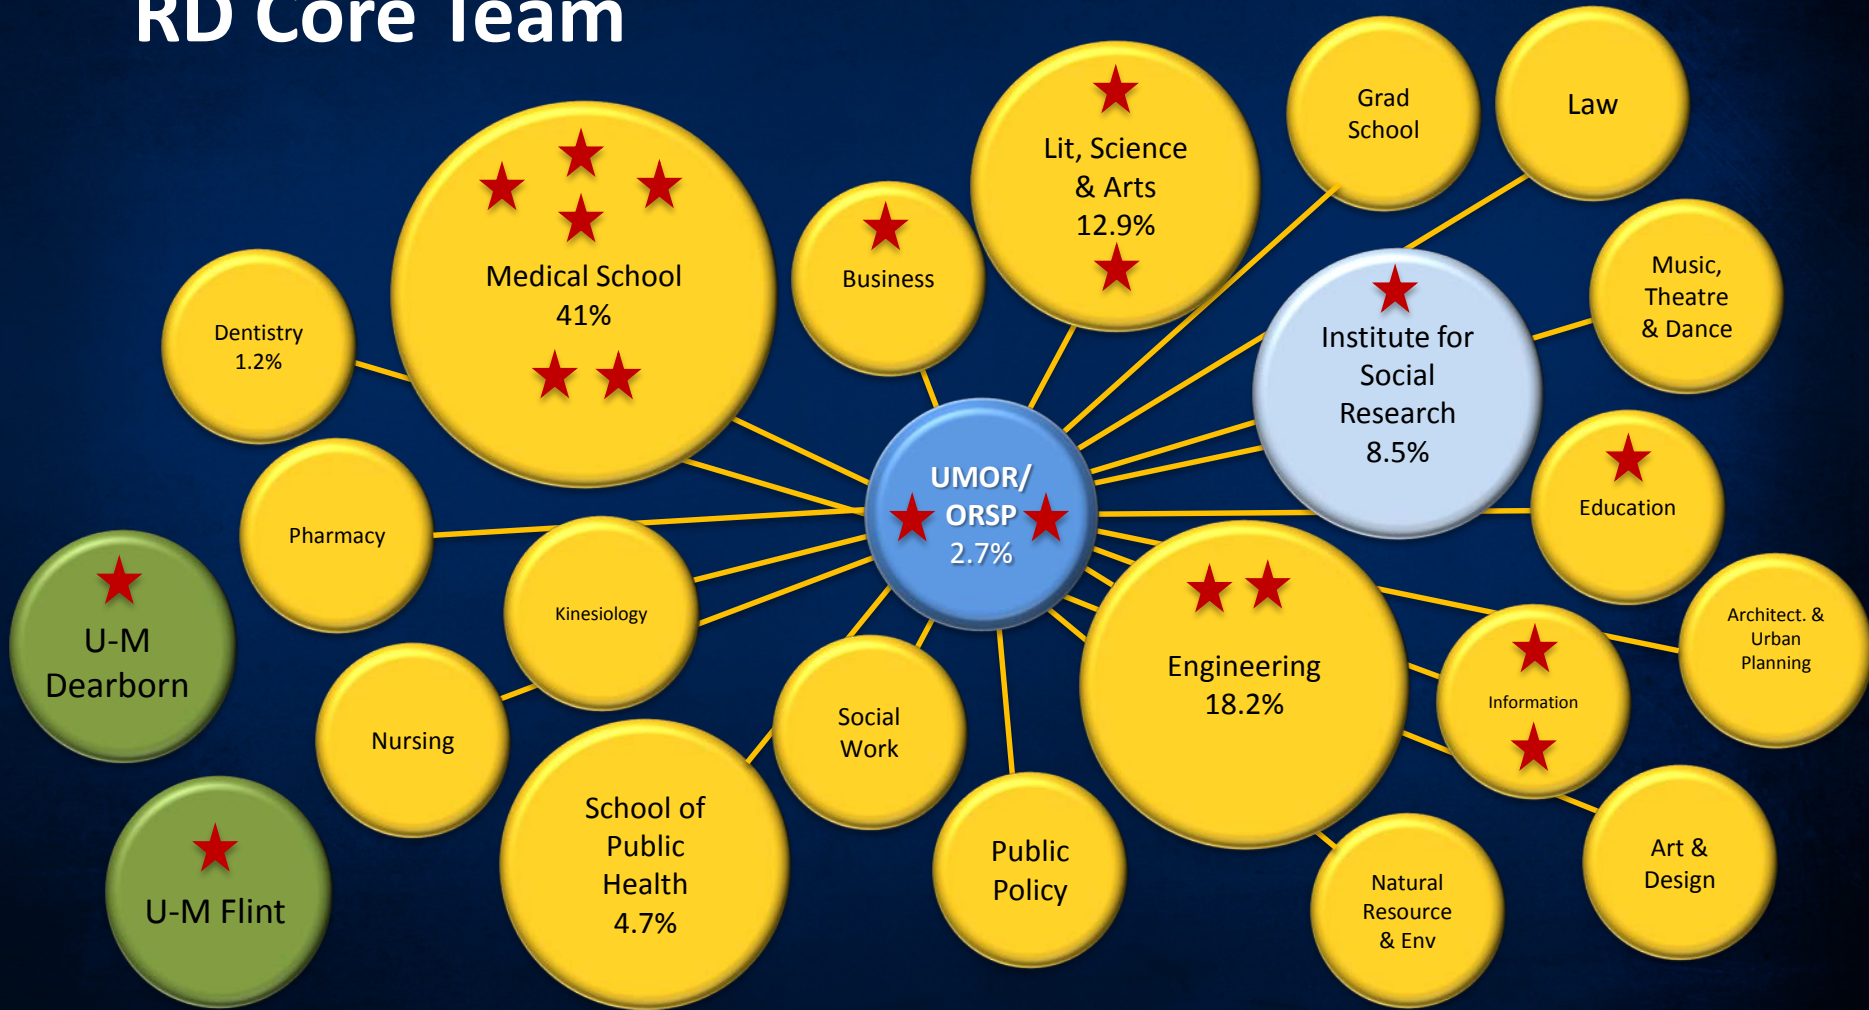 RD Core Team
Grad
School
Law
Lit, Science
& Arts
12.9%
Medical School
41%
Business
Music,
Theatre
& Dance
Dentistry
1.2%
Institute for
Social
Research
8.5%
UMOR/
ORSP
2.7%
Education
Pharmacy
Kinesiology
Architect. &
Urban
Planning
U-M
Dearborn
Engineering
18.2%
Information
Nursing
Social
Work
School of
Public
Health
4.7%
Public
Policy
Natural
Resource
& Env
Art &
Design
U-M Flint